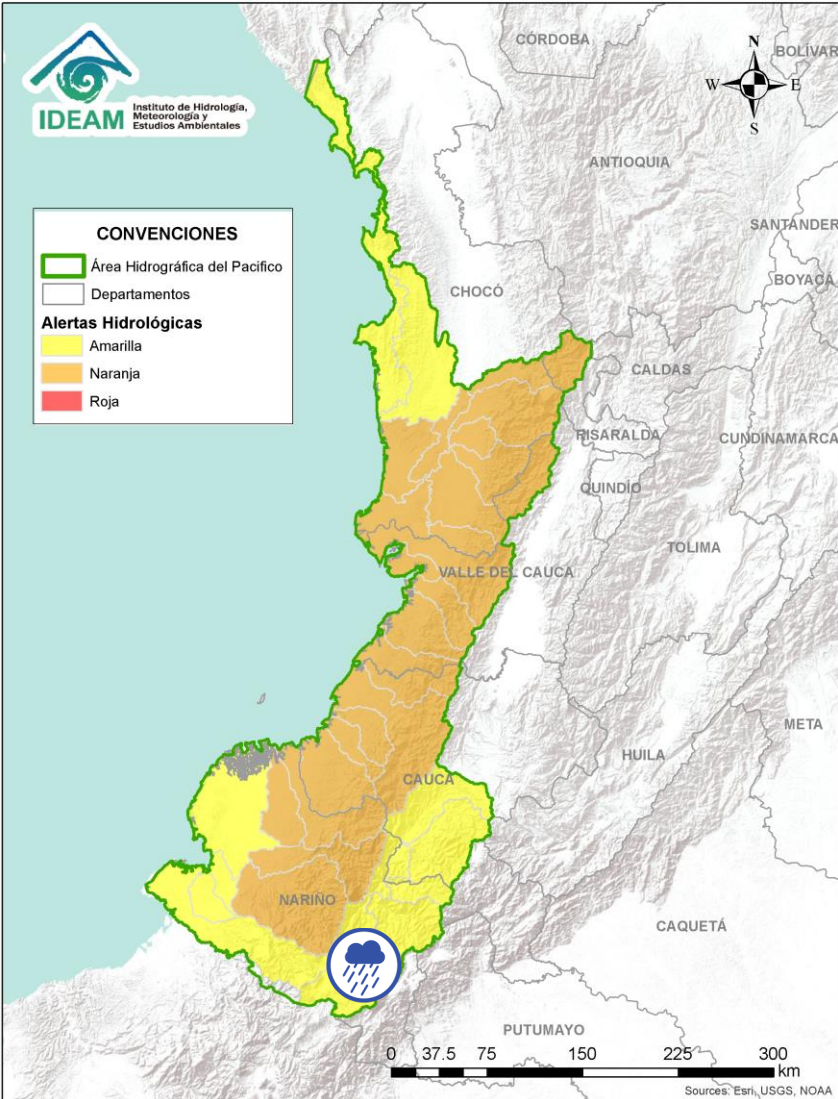 IDEAM
Instituto de Hidrología,
Meteorología y
Estudios Ambientales
CÓRDOBA
BOLÍVAR
N
W
E
S
ANTIOQUIA
SANTANDER
BOYACÁ
CONVENCIONES
Área Hidrográfica del Pacifico
Departamentos
Alertas Hidrológicas
Amarilla
Naranja
Roja
CHOCÓ
CALDAS
RISARALDA
CUNDINAMARCA
QUINDÍO
TOLIMA
VALLE DEL CAUCA
META
HUILA
CAUCA
NARIÑO
CAQUETÁ
PUTUMAYO
0 37.5 75 150 225 300
km
Sources: Esri, USGS, NOAA